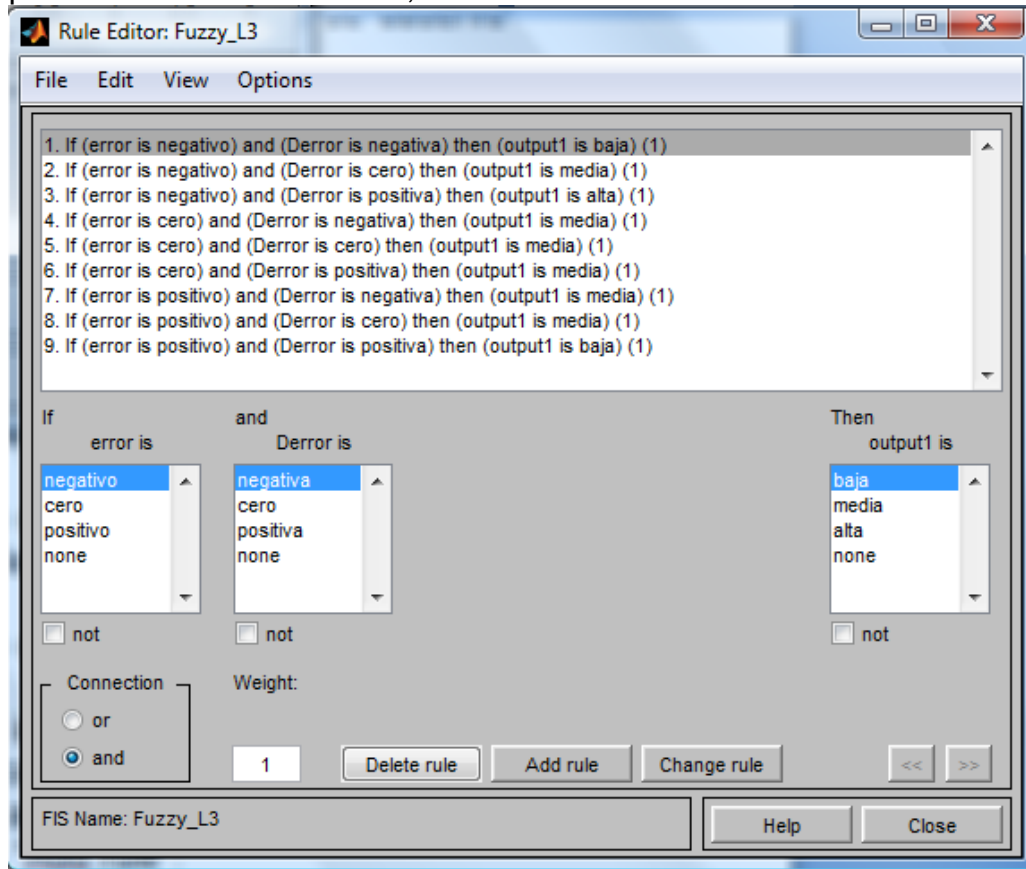 Rule Editor: Fuzzy_L3
File Edit View Options
1. If (error is negativo) and (Derror is negativa) then (output1 is baja) (1)
2. If (error is negativo) and (Derror is cero) then (output1 is media) (1)
3. If (error is negativo) and (Derror is positiva) then (output1 is alta) (1)
4. If (error is cero) and (Derror is negativa) then (output1 is media) (1)
5. If (error is cero) and (Derror is cero) then (output1 is media) (1)
6. If (error is cero) and (Derror is positiva) then (output1 is media) (1)
7. If (error is positivo) and (Derror is negativa) then (output1 is media) (1)
8. If (error is positivo) and (Derror is cero) then (output1 is media) (1)
9. If (error is positivo) and (Derror is positiva) then (output1 is baja) (1)
If and Then
error is Derror is output1 is
negativo negativa baja
cero cero media
positivo positiva alta
none none none
not not not
Connection Weight:
or
and 1 Delete rule Add rule Change rule << >>
FIS Name: Fuzzy_L3 Help Close